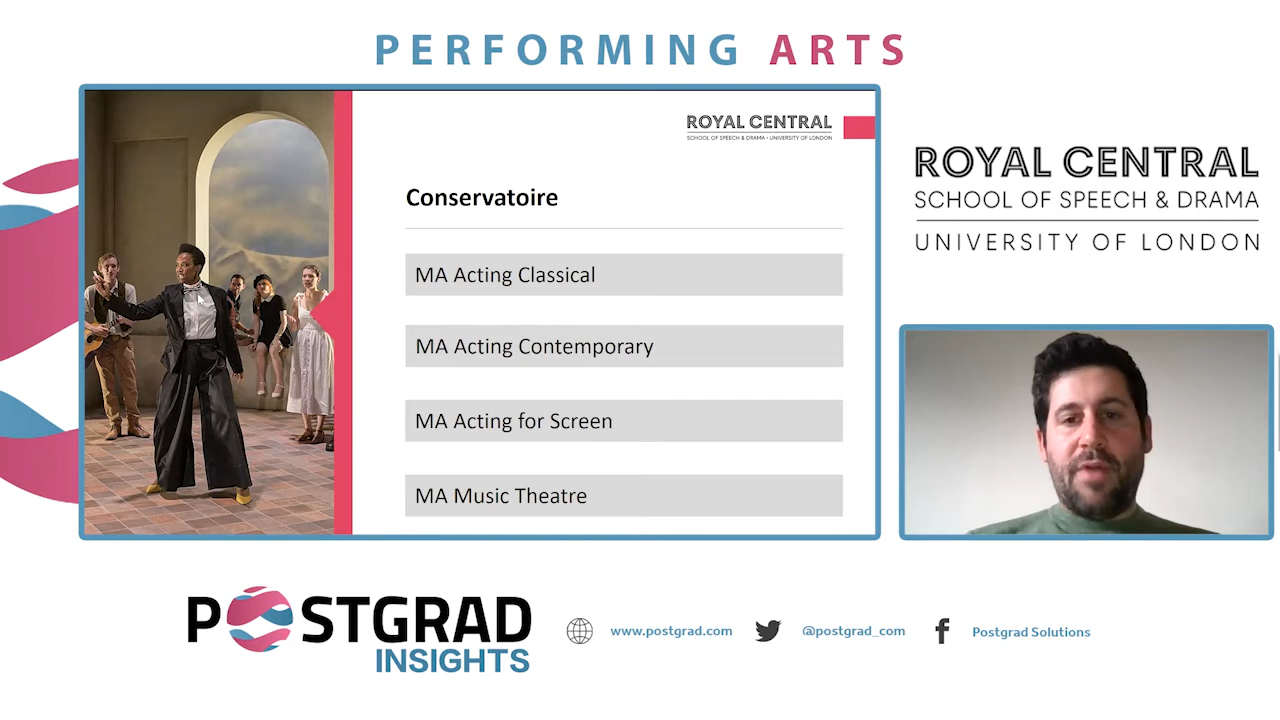 PERFORMING ARTS
ROYAL CENTRAL
SCHOOL OF SPEECH & DRAMA • UNIVERSITY OF LONDON
Conservatoire
MA Acting Classical
MA Acting Contemporary
MA Acting for Screen
MA Music Theatre
ROYAL CENTRAL
SCHOOL OF SPEECH & DRAMA
UNIVERSITY OF LONDON
POSTGRAD
INSIGHTS
www.postgrad.com
@postgrad_com
Postgrad Solutions